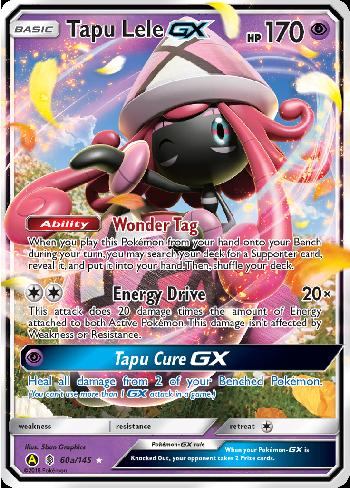 BASIC Tapu Lele GX HP 170
Ability Wonder Tag
When you play this Pokémon from your hand onto your Bench
during your turn, you may search your deck for a Supporter card,
reveal it, and put it into your hand. Then, shuffle your deck.
Energy Drive 20×
This attack does 20 damage times the amount of Energy
attached to both Active Pokémon. This damage isn't affected by
Weakness or Resistance.
Tapu Cure GX
Heal all damage from 2 of your Benched Pokémon.
(You can't use more than 1 GX attack in a game.)
weakness resistance retreat
Illus. 5ban Graphics
Pokémon-GX rule
When your Pokémon-GX is
Knocked Out, your opponent takes 2 Prize cards.
A 60a/145
©2018 Pokémon